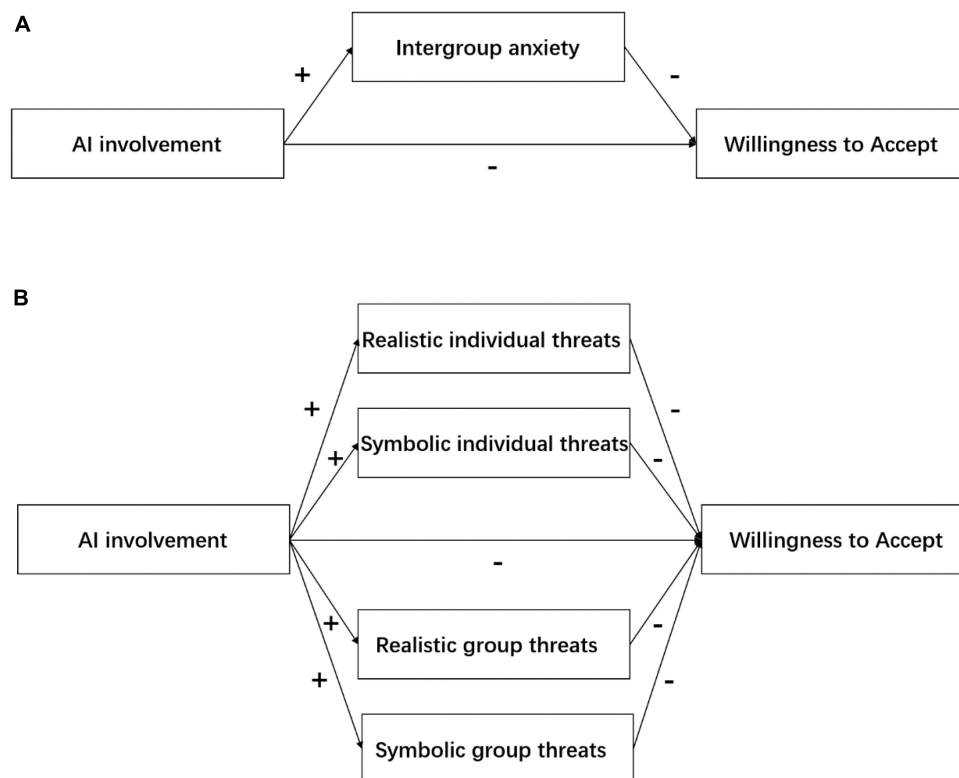 A
Intergroup anxiety
+
-
AI involvement
Willingness to Accept
-
B
Realistic individual threats
+
-
Symbolic individual threats
+
-
AI involvement
Willingness to Accept
-
Realistic group threats
+
-
+
-
Symbolic group threats